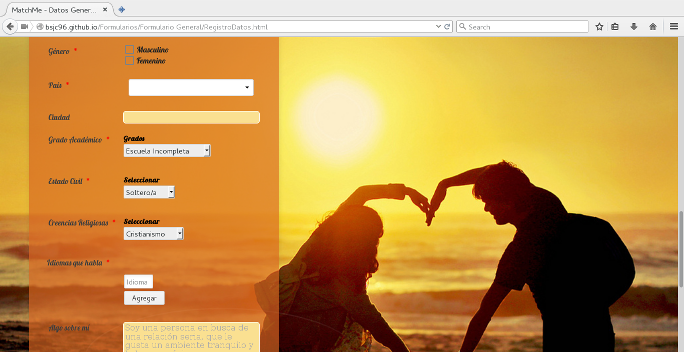 MatchMe - Datos Gener...
bsjc96.github.io/Formularios/Formulario General/RegistroDatos.html
Search
Género *
Masculino
Femenino
País *
Ciudad
Grado Académico *
Grados
Escuela Incompleta
Estado Civil *
Seleccionar
Soltero/a
Creencias Religiosas *
Seleccionar
Cristianismo
Idiomas que habla *
Idioma
Agregar
Algo sobre mí
Soy una persona en busca de
una relación seria, que le
gusta un ambiente tranquilo y